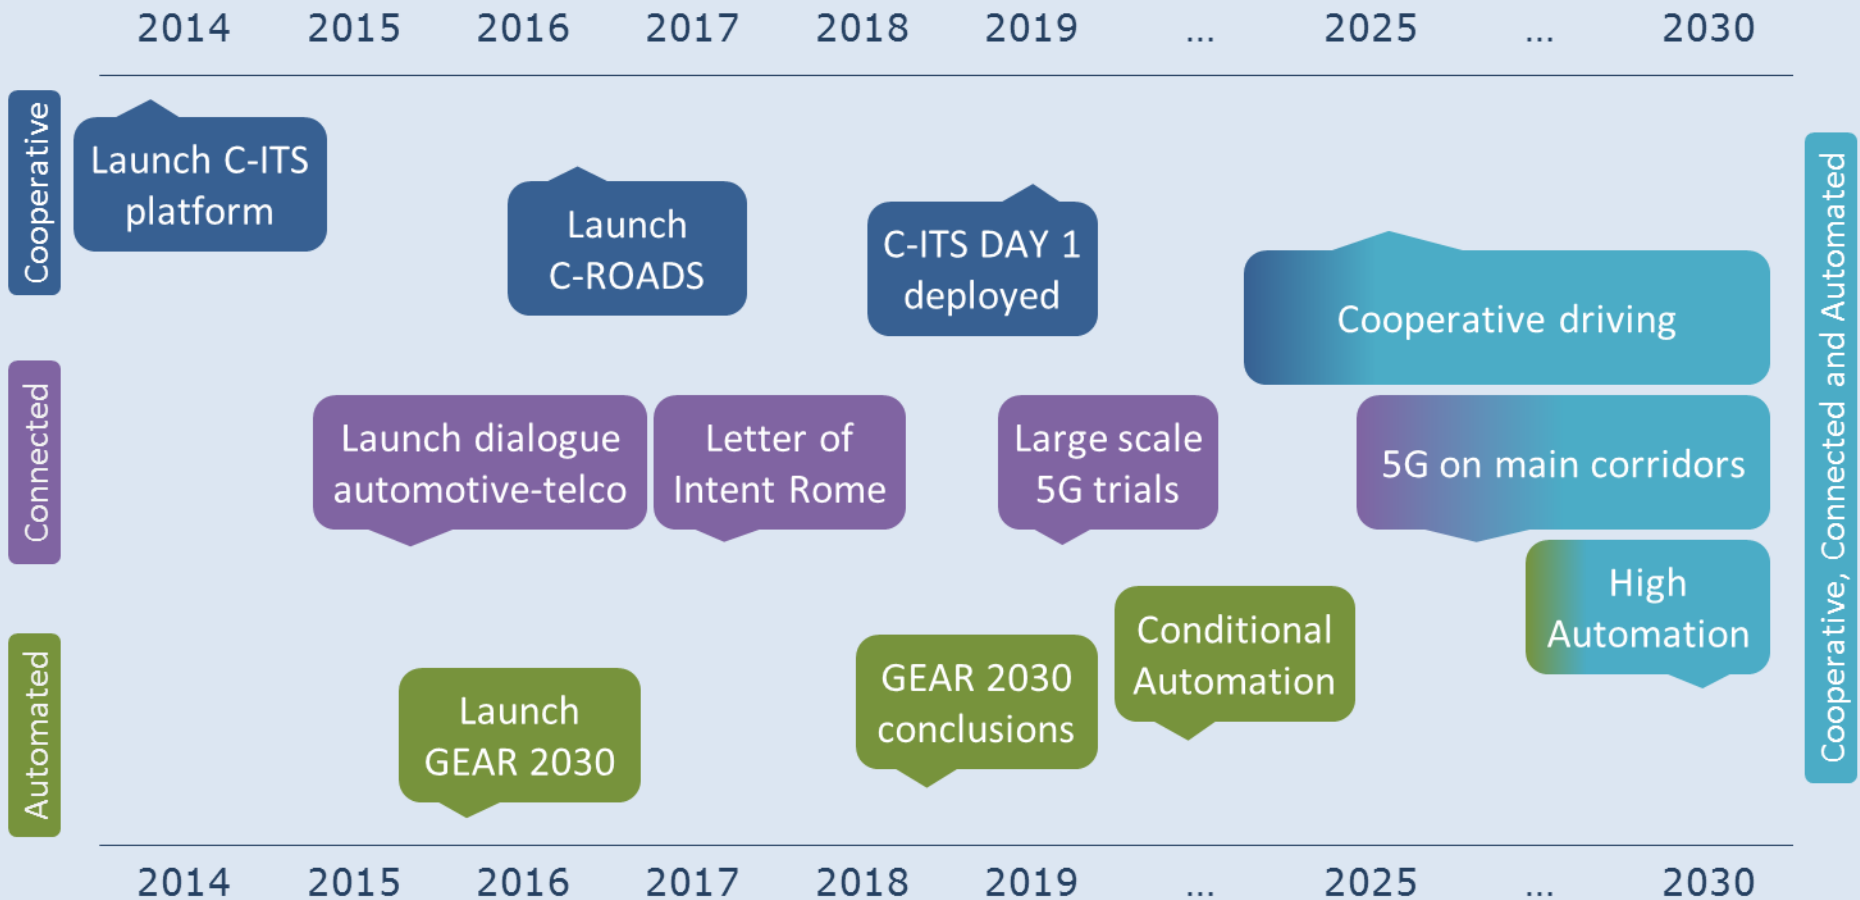 2014 2015 2016 2017 2018 2019 ... 2025 ... 2030
Cooperative
Launch C-ITS
platform
Launch
C-ROADS
C-ITS DAY 1
deployed
Cooperative driving
Connected
Launch dialogue
automotive-telco
Letter of
Intent Rome
Large scale
5G trials
5G on main corridors
Automated
Launch
GEAR 2030
GEAR 2030
conclusions
Conditional
Automation
High
Automation
Cooperative, Connected and Automated
2014 2015 2016 2017 2018 2019 ... 2025 ... 2030